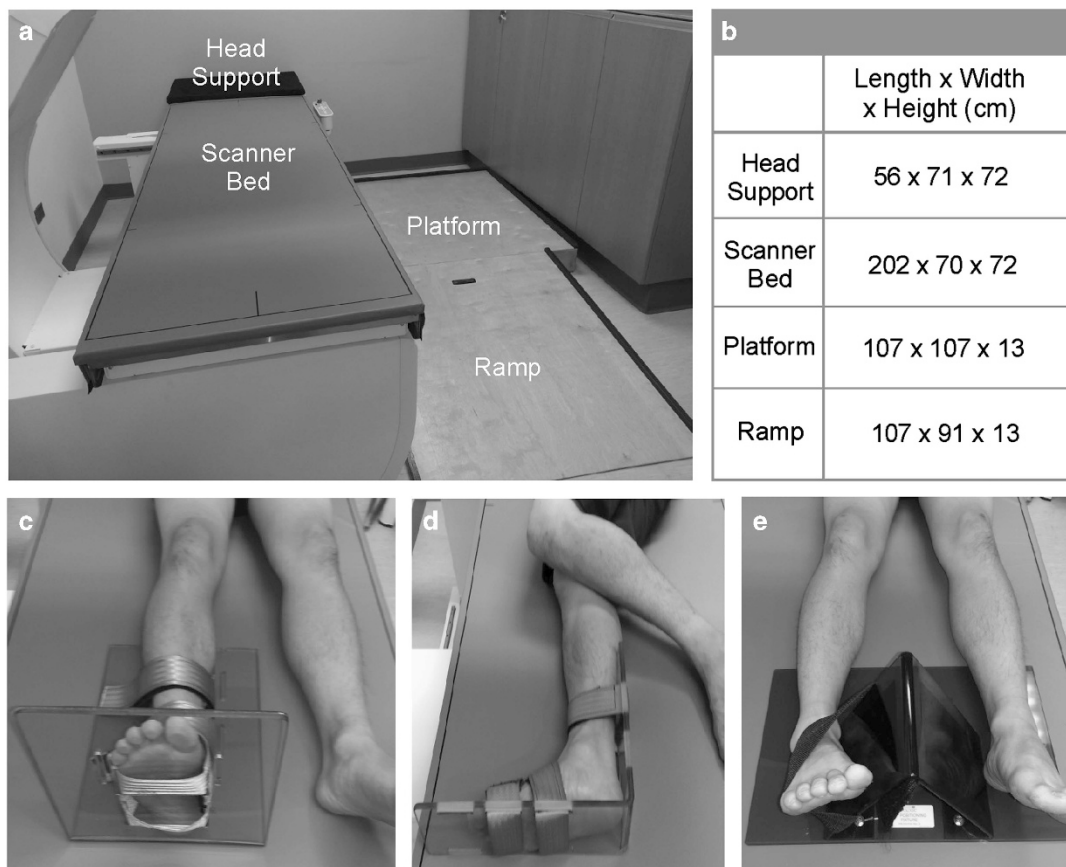 a
Head
Support
Scanner
Bed
Platform
Ramp
b
Length x Width
x Height (cm)
Head
Support
56 x 71 x 72
Scanner
Bed
202 x 70 x 72
Platform
107 x 107 x 13
Ramp
107 x 91 x 13
c
d
e